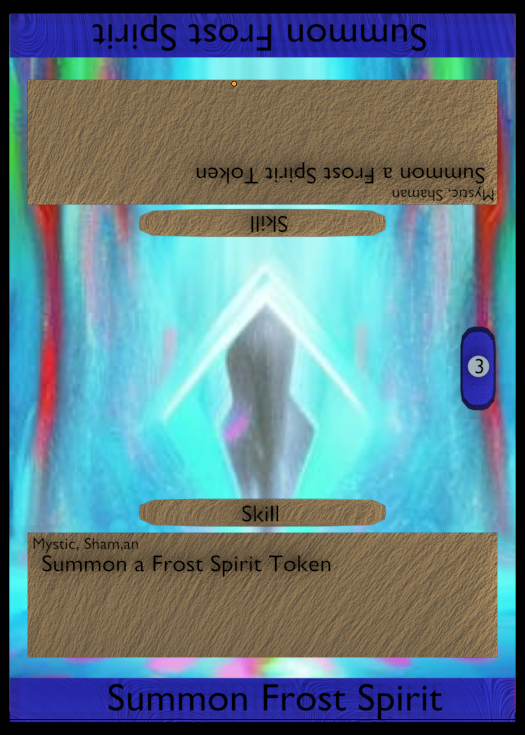 Summon Frost Spirit
Summon a Frost Spirit Token
Mystic, Shaman
Skill
3
Skill
Mystic, Sham,an
Summon a Frost Spirit Token
Summon Frost Spirit